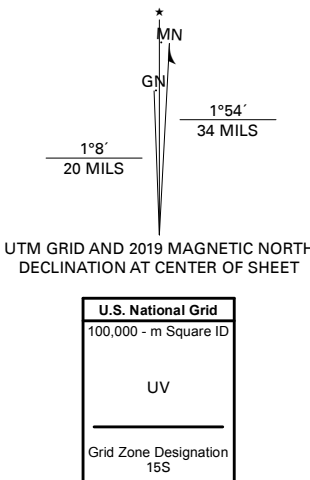 ★
MN
GN
1°54´
34 MILS
1°8´
20 MILS
UTM GRID AND 2019 MAGNETIC NORTH
DECLINATION AT CENTER OF SHEET
U.S. National Grid
100,000 - m Square ID
UV
Grid Zone Designation
15S